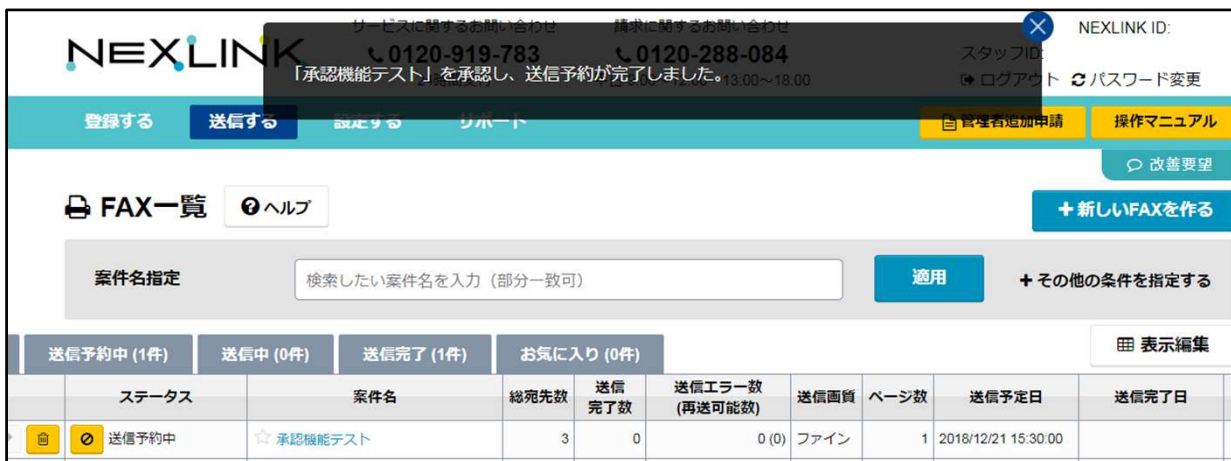 サービスに関するお問い合わせ
請求に関するお問い合わせ
NEXLINK ID:
NEXLINK
0120-919-783
0120-288-084
スタッフID:
「承認機能テスト」を承認し、送信予約が完了しました。
13:00～18:00
ログアウト
パスワード変更
登録する
送信する
設定する
サポート
管理者追加申請
操作マニュアル
改善要望
FAX一覧
ヘルプ
+新しいFAXを作る
案件名指定
検索したい案件名を入力（部分一致可）
適用
+その他の条件を指定する
送信予約中 (1件)
送信中 (0件)
送信完了 (1件)
お気に入り (0件)
表示編集
ステータス
案件名
総宛先数
送信
完了数
送信エラー数
(再送可能数)
送信画質
ページ数
送信予定日
送信完了日
送信予約中
承認機能テスト
3
0
0 (0)
ファイン
1
2018/12/21 15:30:00